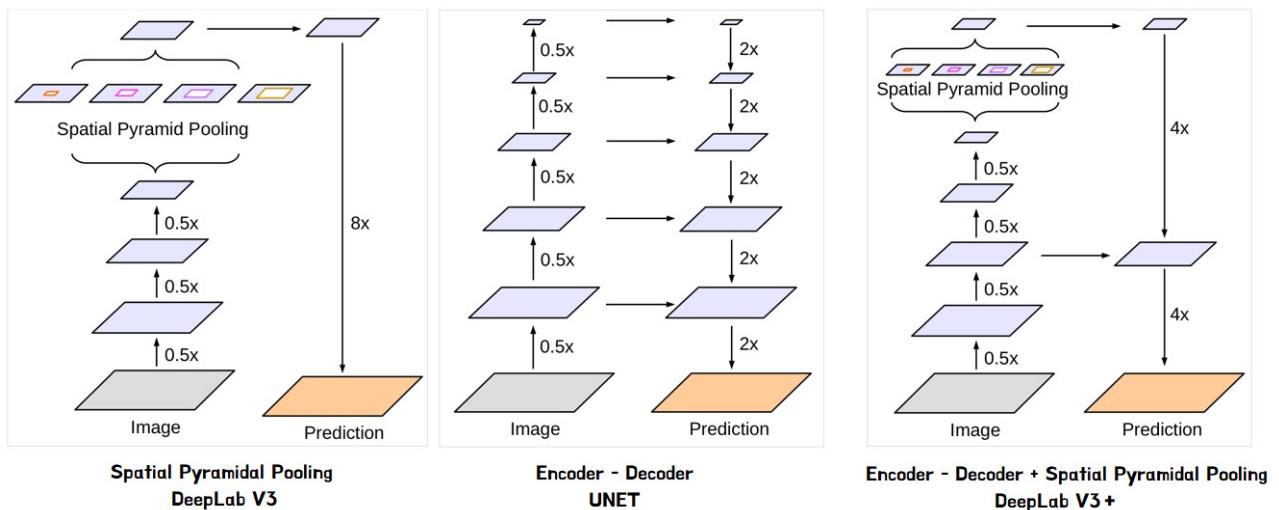 Spatial Pyramid Pooling
0.5x
0.5x
0.5x
8x
Image
Prediction
Spatial Pyramidal Pooling
DeepLab V3
0.5x
2x
0.5x
2x
0.5x
2x
0.5x
2x
0.5x
2x
Image
Prediction
Encoder - Decoder
UNET
Spatial Pyramid Pooling
0.5x
0.5x
0.5x
0.5x
4x
4x
Image
Prediction
Encoder - Decoder + Spatial Pyramidal Pooling
DeepLab V3+